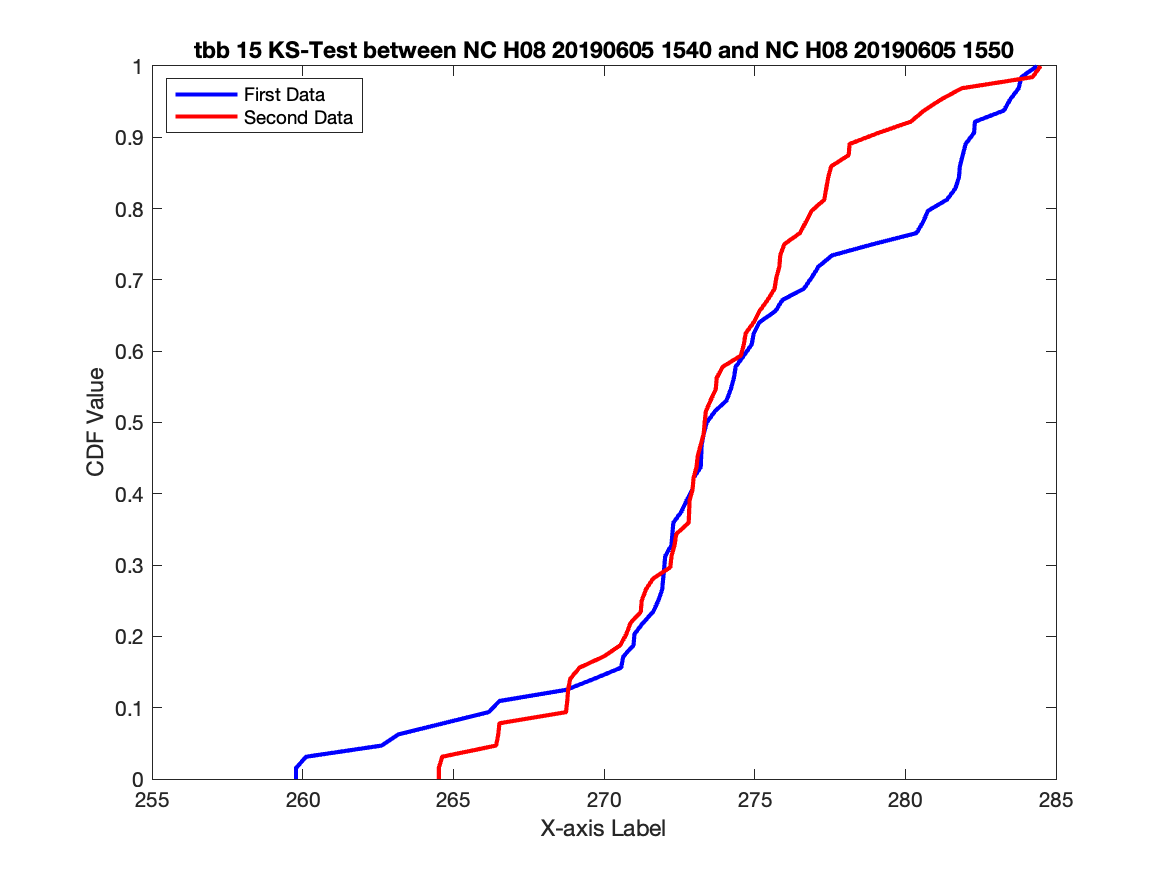 tbb 15 KS-Test between NC H08 20190605 1540 and NC H08 20190605 1550
First Data
Second Data
1
0.9
0.8
0.7
0.6
0.5
0.4
0.3
0.2
0.1
0
CDF Value
255 260 265 270 275 280 285
X-axis Label